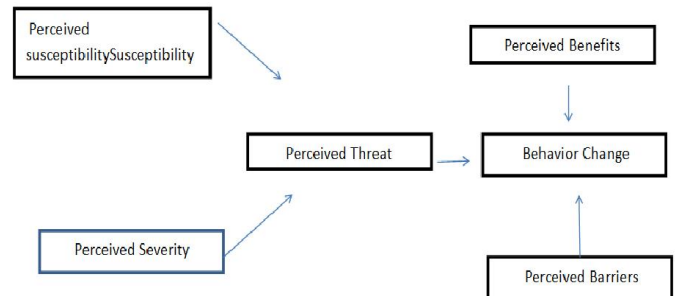 Perceived
susceptibilitySusceptibility
Perceived Benefits
Perceived Threat
Behavior Change
Perceived Severity
Perceived Barriers